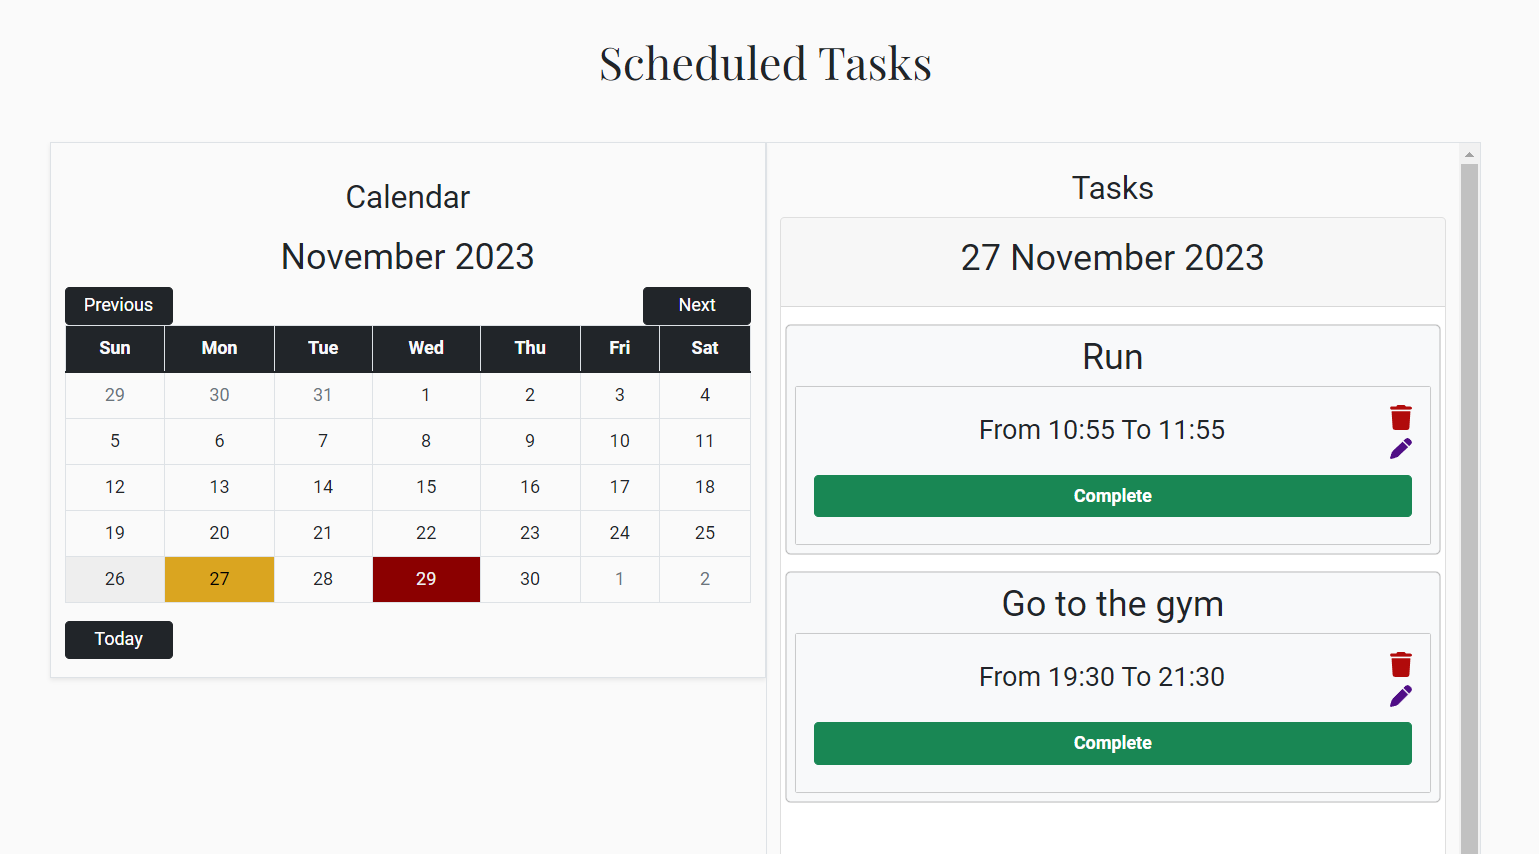 Scheduled Tasks
Calendar
November 2023
Previous
Next
Sun Mon Tue Wed Thu Fri Sat
29 30 31 1 2 3 4
5 6 7 8 9 10 11
12 13 14 15 16 17 18
19 20 21 22 23 24 25
26 27 28 29 30 1 2
Today
Tasks
27 November 2023
Run
From 10:55 To 11:55
Complete
Go to the gym
From 19:30 To 21:30
Complete